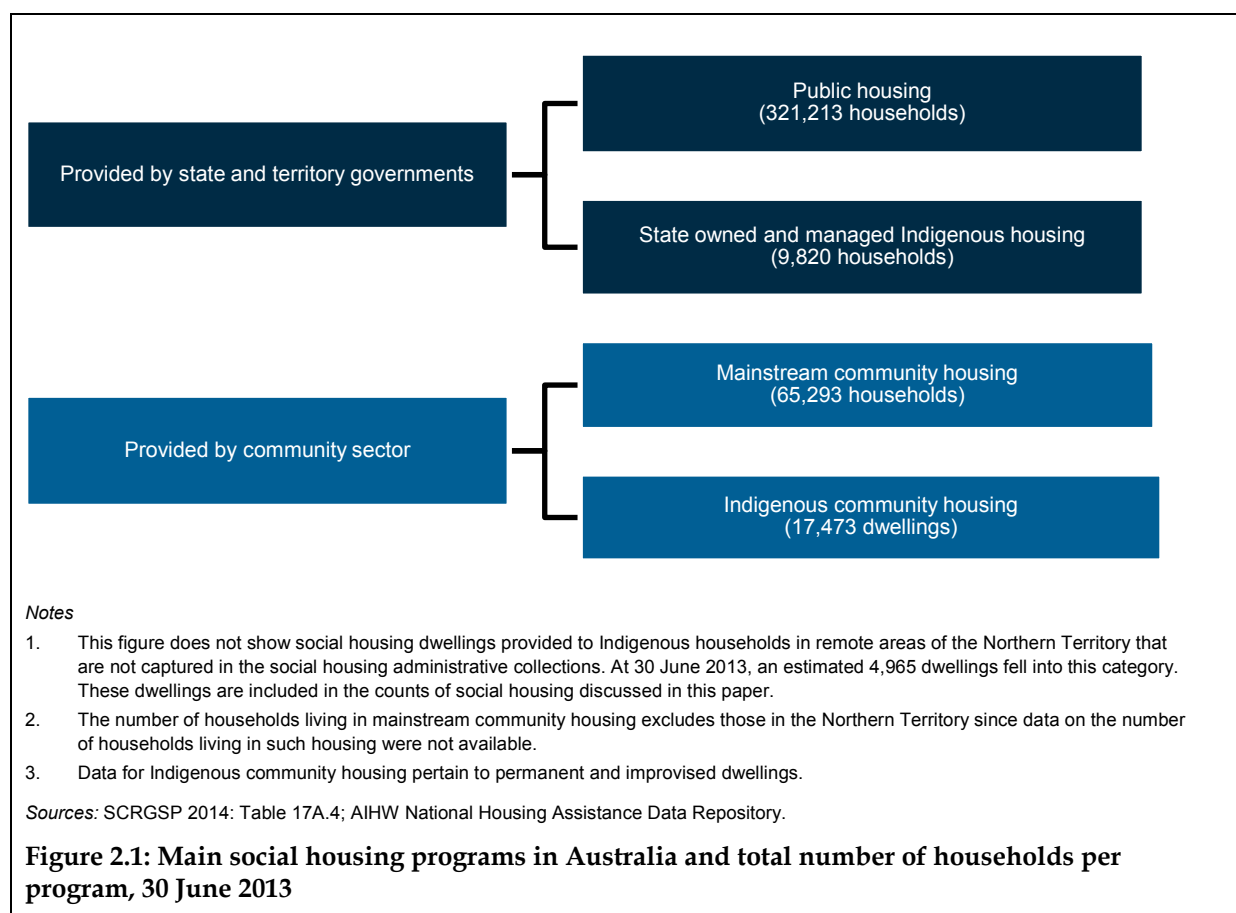 Public housing
(321,213 households)
Provided by state and territory governments
State owned and managed Indigenous housing
(9,820 households)
Mainstream community housing
(65,293 households)
Provided by community sector
Indigenous community housing
(17,473 dwellings)
Notes
1. This figure does not show social housing dwellings provided to Indigenous households in remote areas of the Northern Territory that
are not captured in the social housing administrative collections. At 30 June 2013, an estimated 4,965 dwellings fell into this category.
These dwellings are included in the counts of social housing discussed in this paper.
2. The number of households living in mainstream community housing excludes those in the Northern Territory since data on the number
of households living in such housing were not available.
3. Data for Indigenous community housing pertain to permanent and improvised dwellings.
Sources: SCRGSP 2014: Table 17A.4; AIHW National Housing Assistance Data Repository.
Figure 2.1: Main social housing programs in Australia and total number of households per
program, 30 June 2013